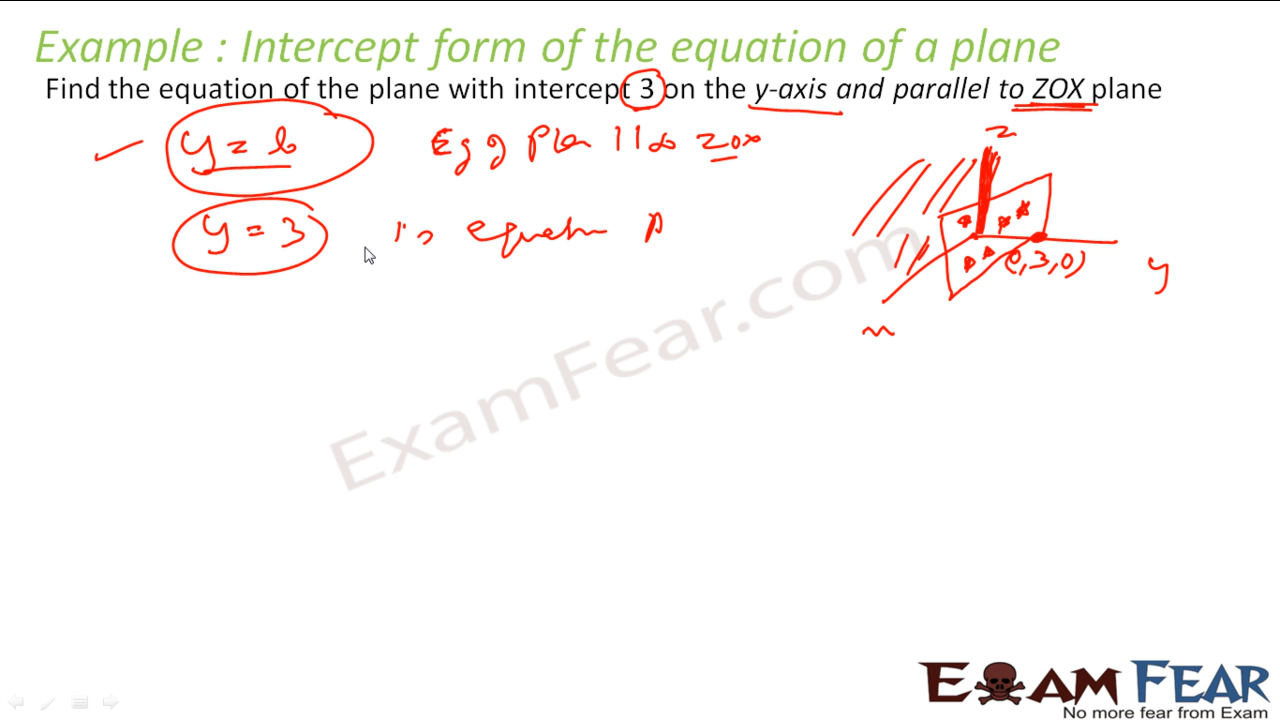 Example : Intercept form of the equation of a plane
Find the equation of the plane with intercept 3 on the y-axis and parallel to ZOX plane
y = b Eq of plan || to ZOX
y = 3 is equation p
z
(0,3,0)
y
x
ExamFear.com
EXAM FEAR
No more fear from Exam